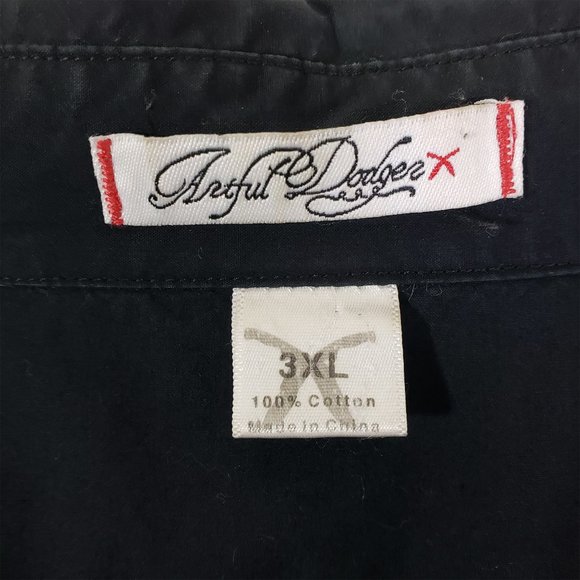 Artful Dodger
3XL
100% Cotton
Made in China